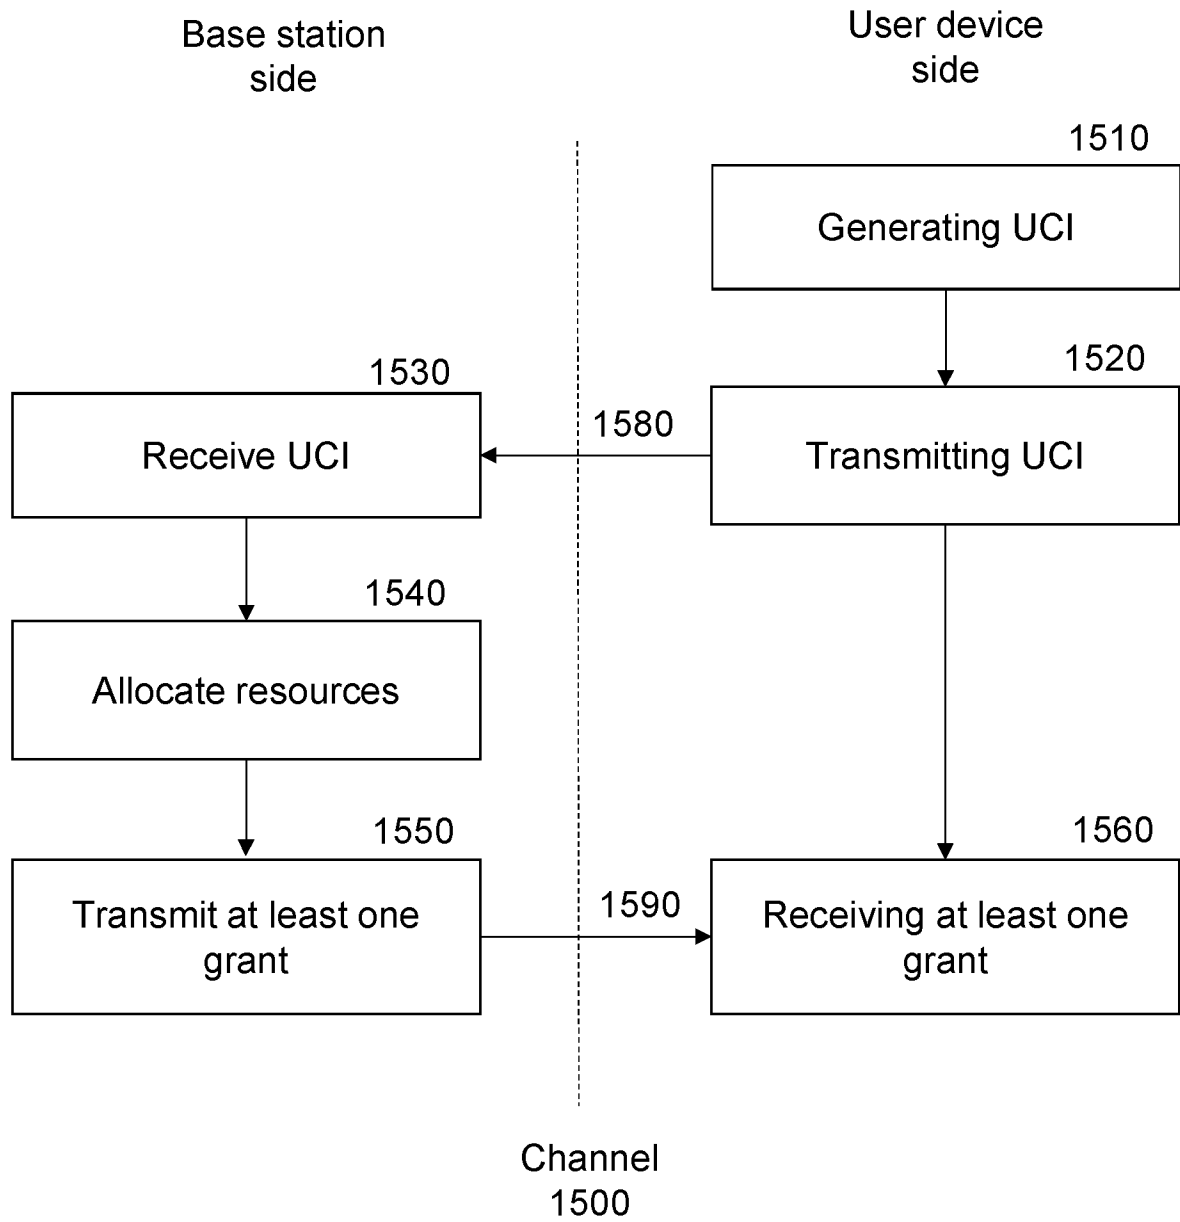 Base station
side
User device
side
1510
Generating UCI
1520
Transmitting UCI
1530
Receive UCI
1580
1540
Allocate resources
1550
Transmit at least one
grant
1590
1560
Receiving at least one
grant
Channel
1500